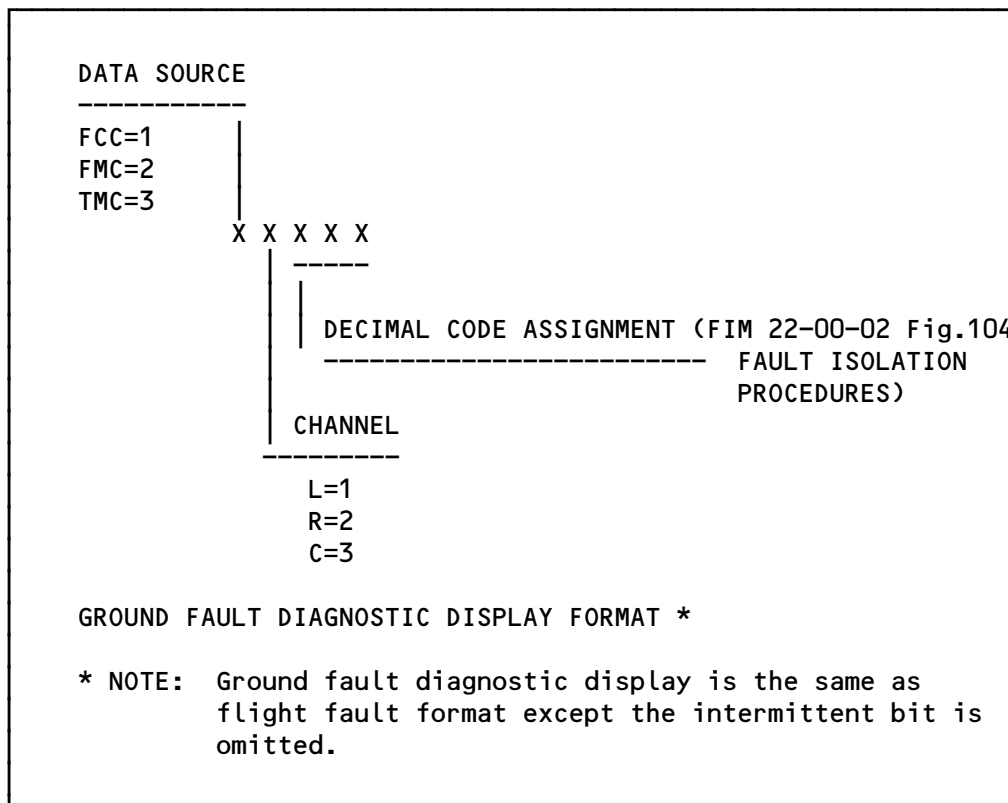 DATA SOURCE
FCC=1
FMC=2
TMC=3
X X X X X
DECIMAL CODE ASSIGNMENT (FIM 22-00-02 Fig.104
FAULT ISOLATION
PROCEDURES)
CHANNEL
L=1
R=2
C=3
GROUND FAULT DIAGNOSTIC DISPLAY FORMAT *
* NOTE: Ground fault diagnostic display is the same as
flight fault format except the intermittent bit is
omitted.